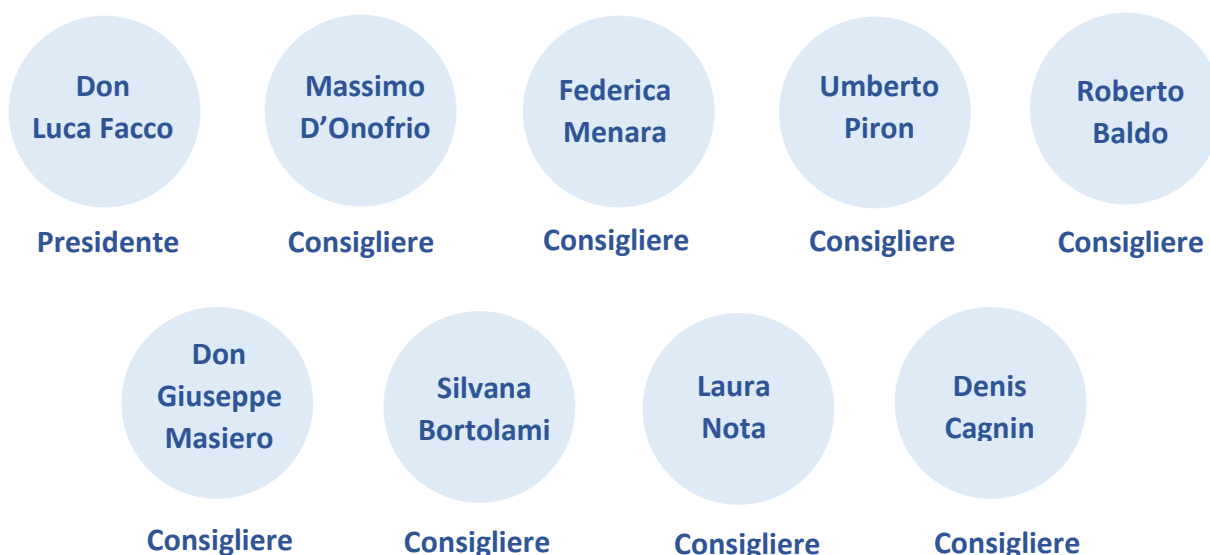 Don
Luca Facco
Presidente
Massimo
D’Onofrio
Consigliere
Federica
Menara
Consigliere
Umberto
Piron
Consigliere
Roberto
Baldo
Consigliere
Don
Giuseppe
Masiero
Consigliere
Silvana
Bortolami
Consigliere
Laura
Nota
Consigliere
Denis
Cagnin
Consigliere